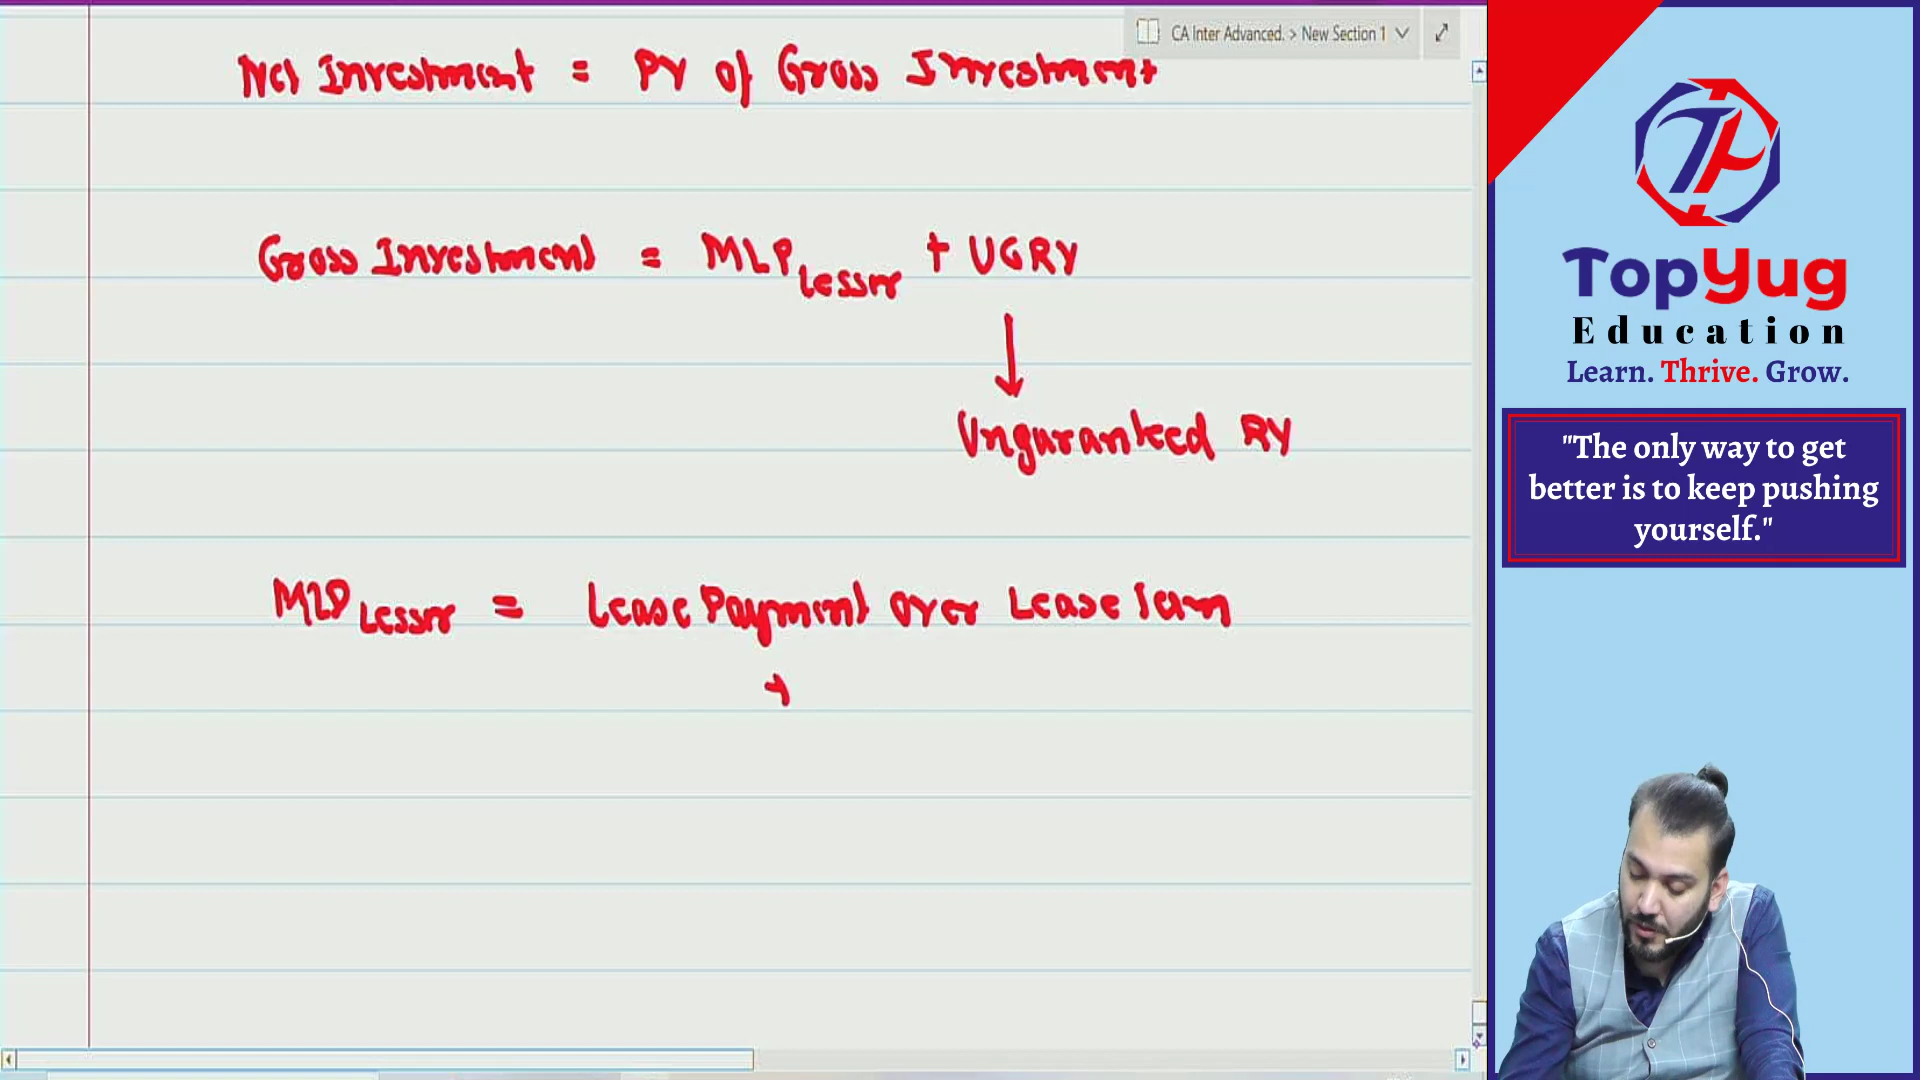 CA Inter Advanced. > New Section 1
Net Investment = PV of Gross Investment
Gross Investment = MLP Lessor + UGRV
Unguranteed RV
MLP Lessor = Lease Payment over Lease Term
+
TopYug
Education
Learn. Thrive. Grow.
"The only way to get
better is to keep pushing
yourself."